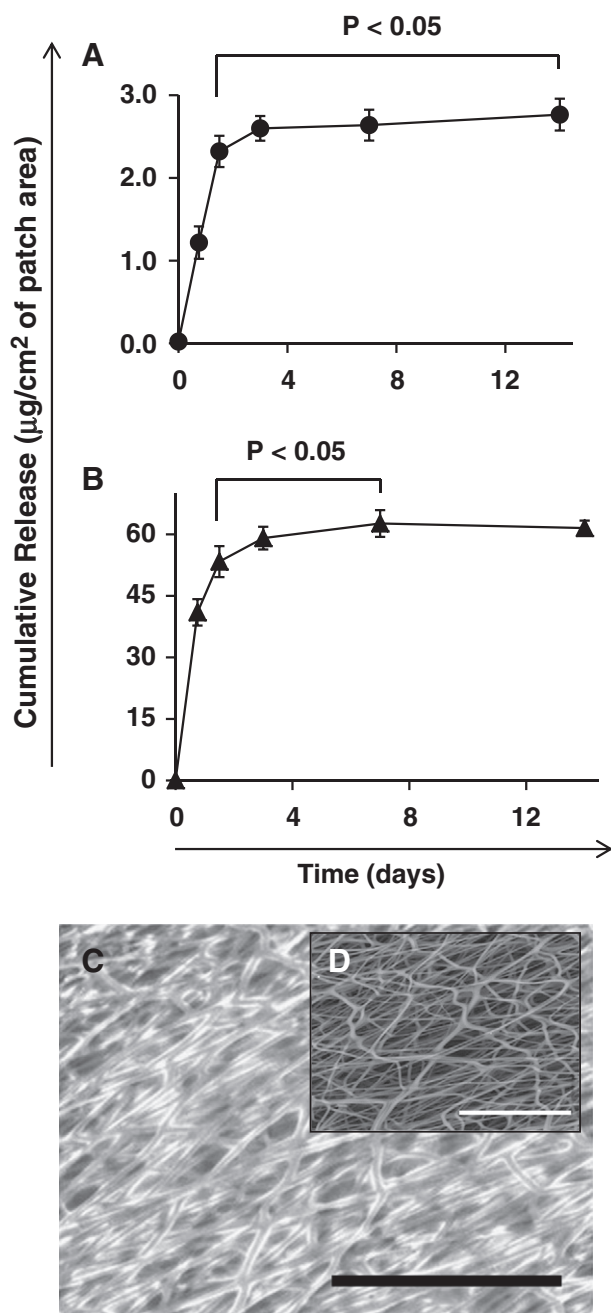 P < 0.05
A
3.0
2.0
1.0
0.0
0 4 8 12
P < 0.05
B
60
45
30
15
0
0 4 8 12
Cumulative Release (μg/cm² of patch area)
Time (days)
C
D